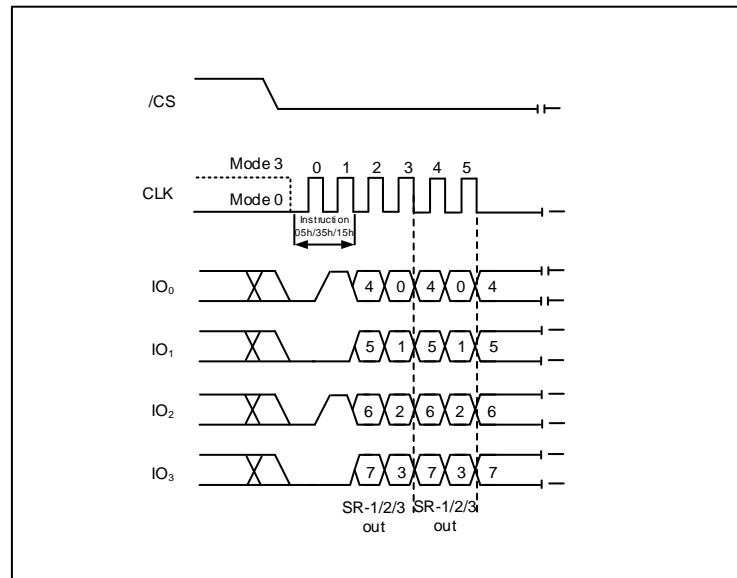 /CS
Mode 3
0 1 2 3 4 5
CLK
Mode 0
Instruction
05h/35h/15h
IO₀
4 0 4 0 4
IO₁
5 1 5 1 5
IO₂
6 2 6 2 6
IO₃
7 3 7 3 7
SR-1/2/3 SR-1/2/3
out out